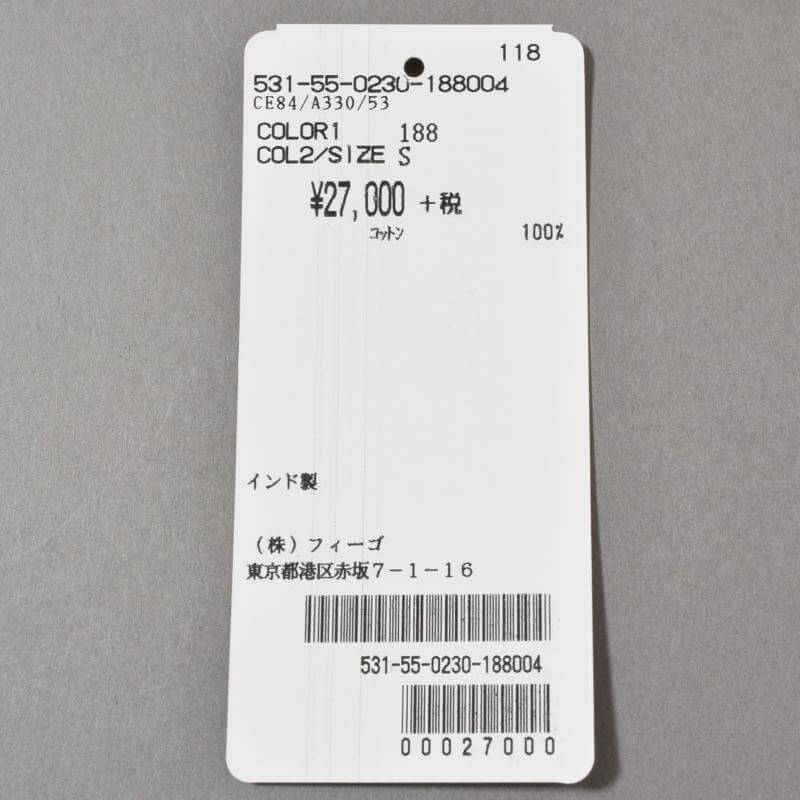 118
531-55-0230-188004
CE84/A330/53
COLOR1 188
COL2/SIZE S
¥27,000 +税
コットン 100%
インド製
(株)フィーゴ
東京都港区赤坂7-1-16
531-55-0230-188004
00027000